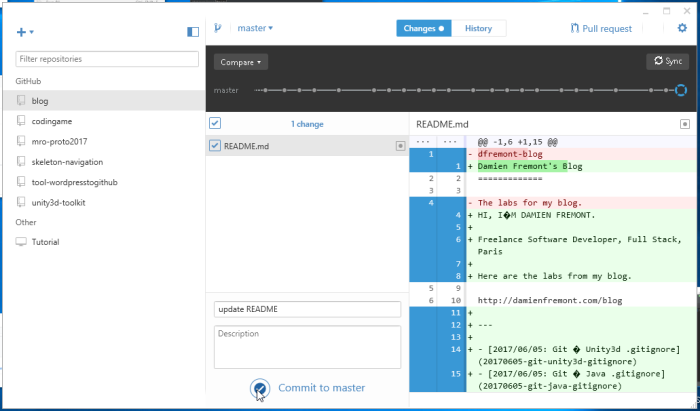 master
Changes
History
Pull request
Filter repositories
GitHub
blog
codingame
mro-proto2017
skeleton-navigation
tool-wordpresstogithub
unity3d-toolkit
Other
Tutorial
Compare
Sync
master
1 change
README.md
update README
Description
Commit to master
README.md
... ... @@ -1,6 +1,15 @@
1 - dfremont-blog
1 + Damien Fremont's Blog
2 2 =============
3 3
4 - The labs for my blog.
4 + HI, I�M DAMIEN FREMONT.
5 +
6 + Freelance Software Developer, Full Stack,
Paris
7 +
8 + Here are the labs from my blog.
5 9
6 10 http://damienfremont.com/blog
11 +
12 + ---
13 +
14 + - [2017/06/05: Git � Unity3d .gitignore]
(20170605-git-unity3d-gitignore)
15 + - [2017/06/05: Git � Java .gitignore]
(20170605-git-java-gitignore)